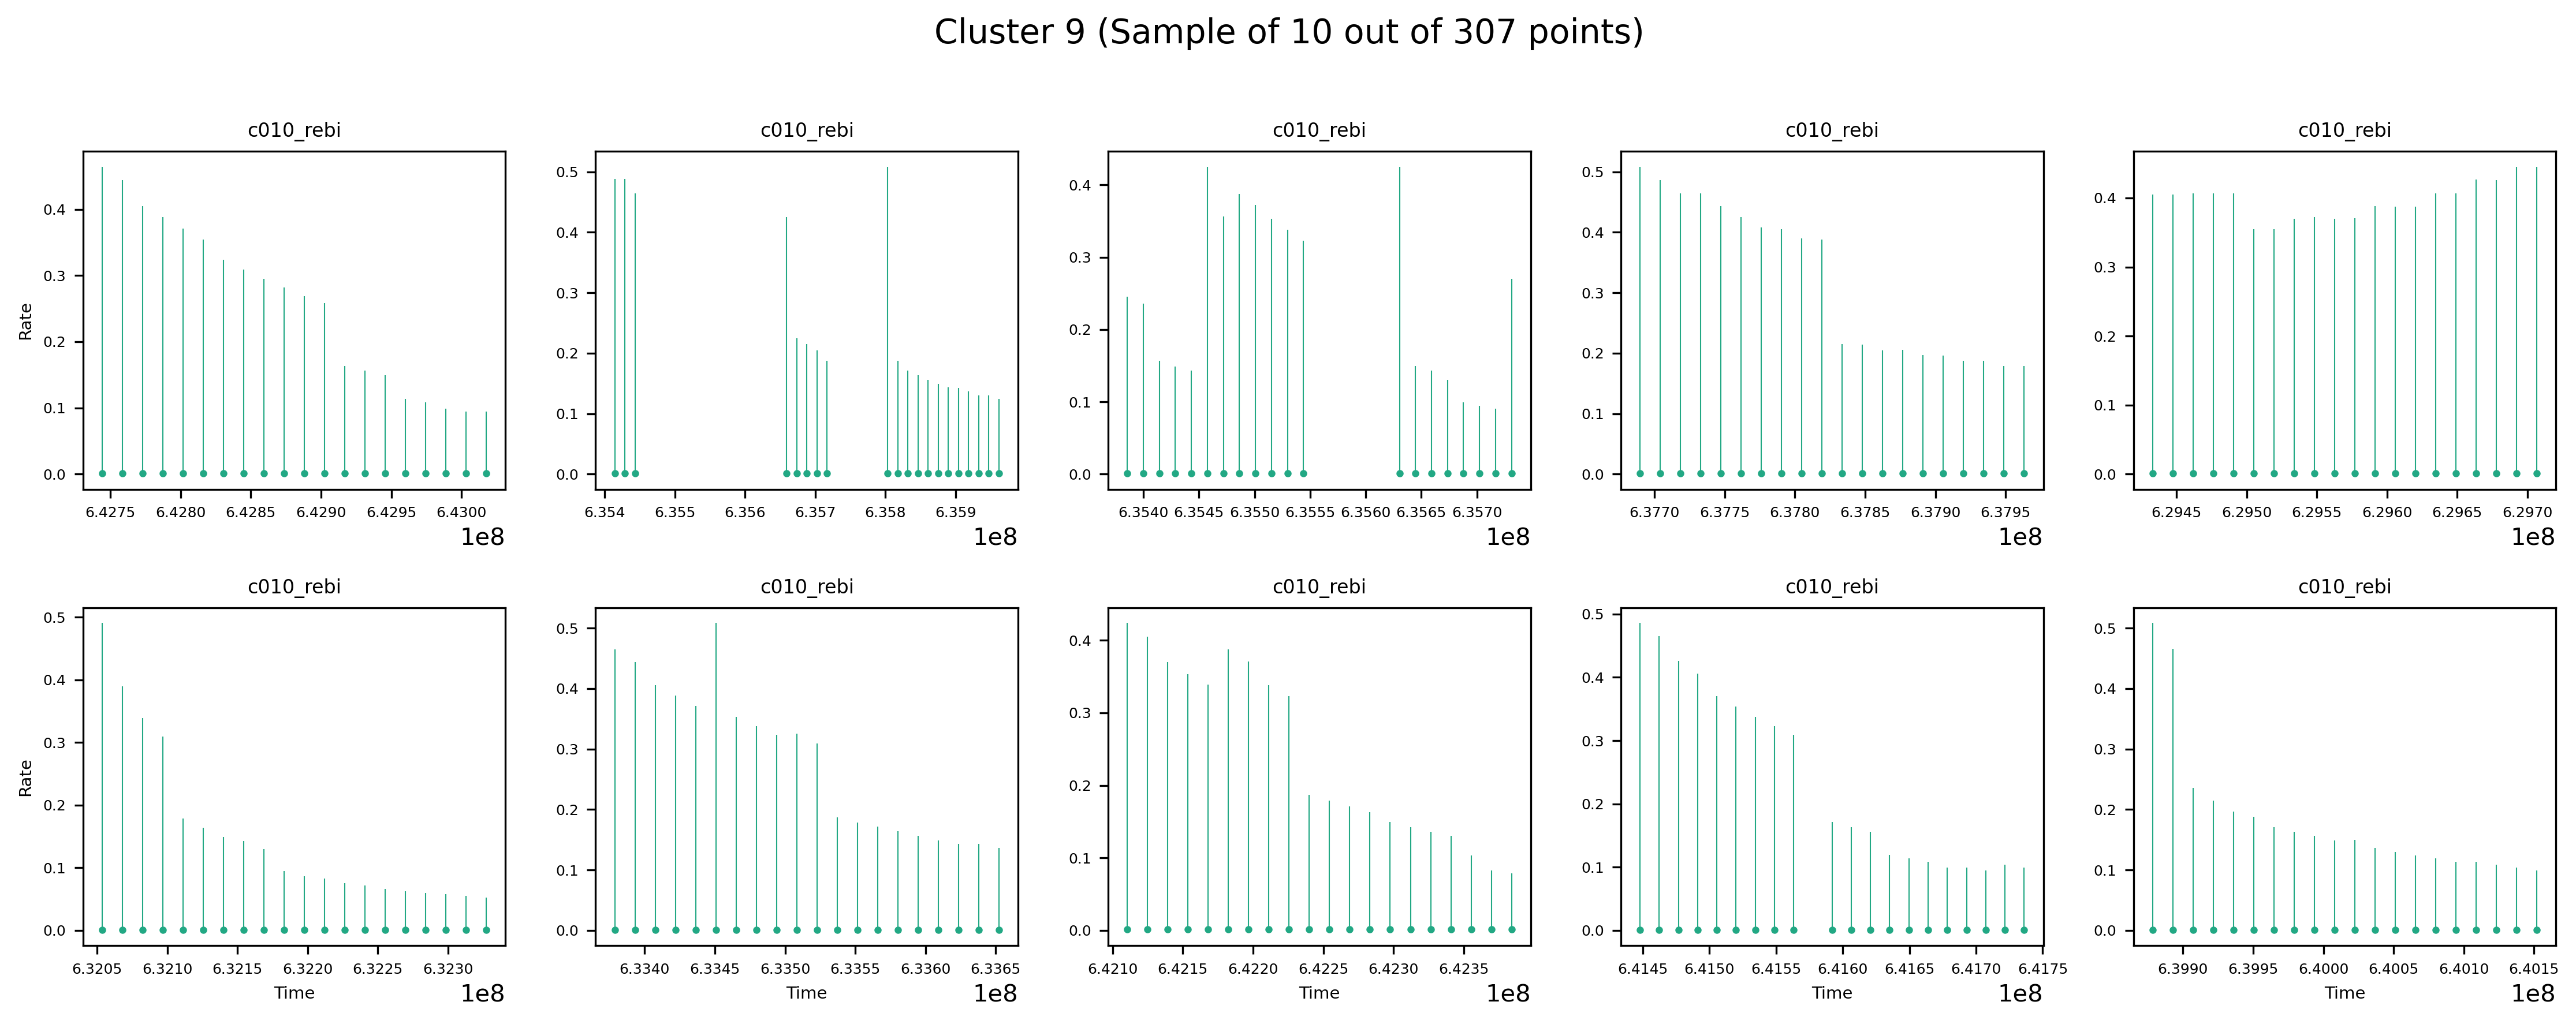 Cluster 9 (Sample of 10 out of 307 points)
c010_rebi c010_rebi c010_rebi c010_rebi c010_rebi
Rate
0.4 0.3 0.2 0.1 0.0
6.4275 6.4280 6.4285 6.4290 6.4295 6.4300
1e8
0.5 0.4 0.3 0.2 0.1 0.0
6.354 6.355 6.356 6.357 6.358 6.359
1e8
0.4 0.3 0.2 0.1 0.0
6.3540 6.3545 6.3550 6.3555 6.3560 6.3565 6.3570
1e8
0.5 0.4 0.3 0.2 0.1 0.0
6.3770 6.3775 6.3780 6.3785 6.3790 6.3795
1e8
0.4 0.3 0.2 0.1 0.0
6.2945 6.2950 6.2955 6.2960 6.2965 6.2970
1e8
c010_rebi c010_rebi c010_rebi c010_rebi c010_rebi
Rate
0.5 0.4 0.3 0.2 0.1 0.0
6.3205 6.3210 6.3215 6.3220 6.3225 6.3230
Time 1e8
0.5 0.4 0.3 0.2 0.1 0.0
6.3340 6.3345 6.3350 6.3355 6.3360 6.3365
Time 1e8
0.4 0.3 0.2 0.1 0.0
6.4210 6.4215 6.4220 6.4225 6.4230 6.4235
Time 1e8
0.5 0.4 0.3 0.2 0.1 0.0
6.4145 6.4150 6.4155 6.4160 6.4165 6.4170 6.4175
Time 1e8
0.5 0.4 0.3 0.2 0.1 0.0
6.3990 6.3995 6.4000 6.4005 6.4010 6.4015
Time 1e8